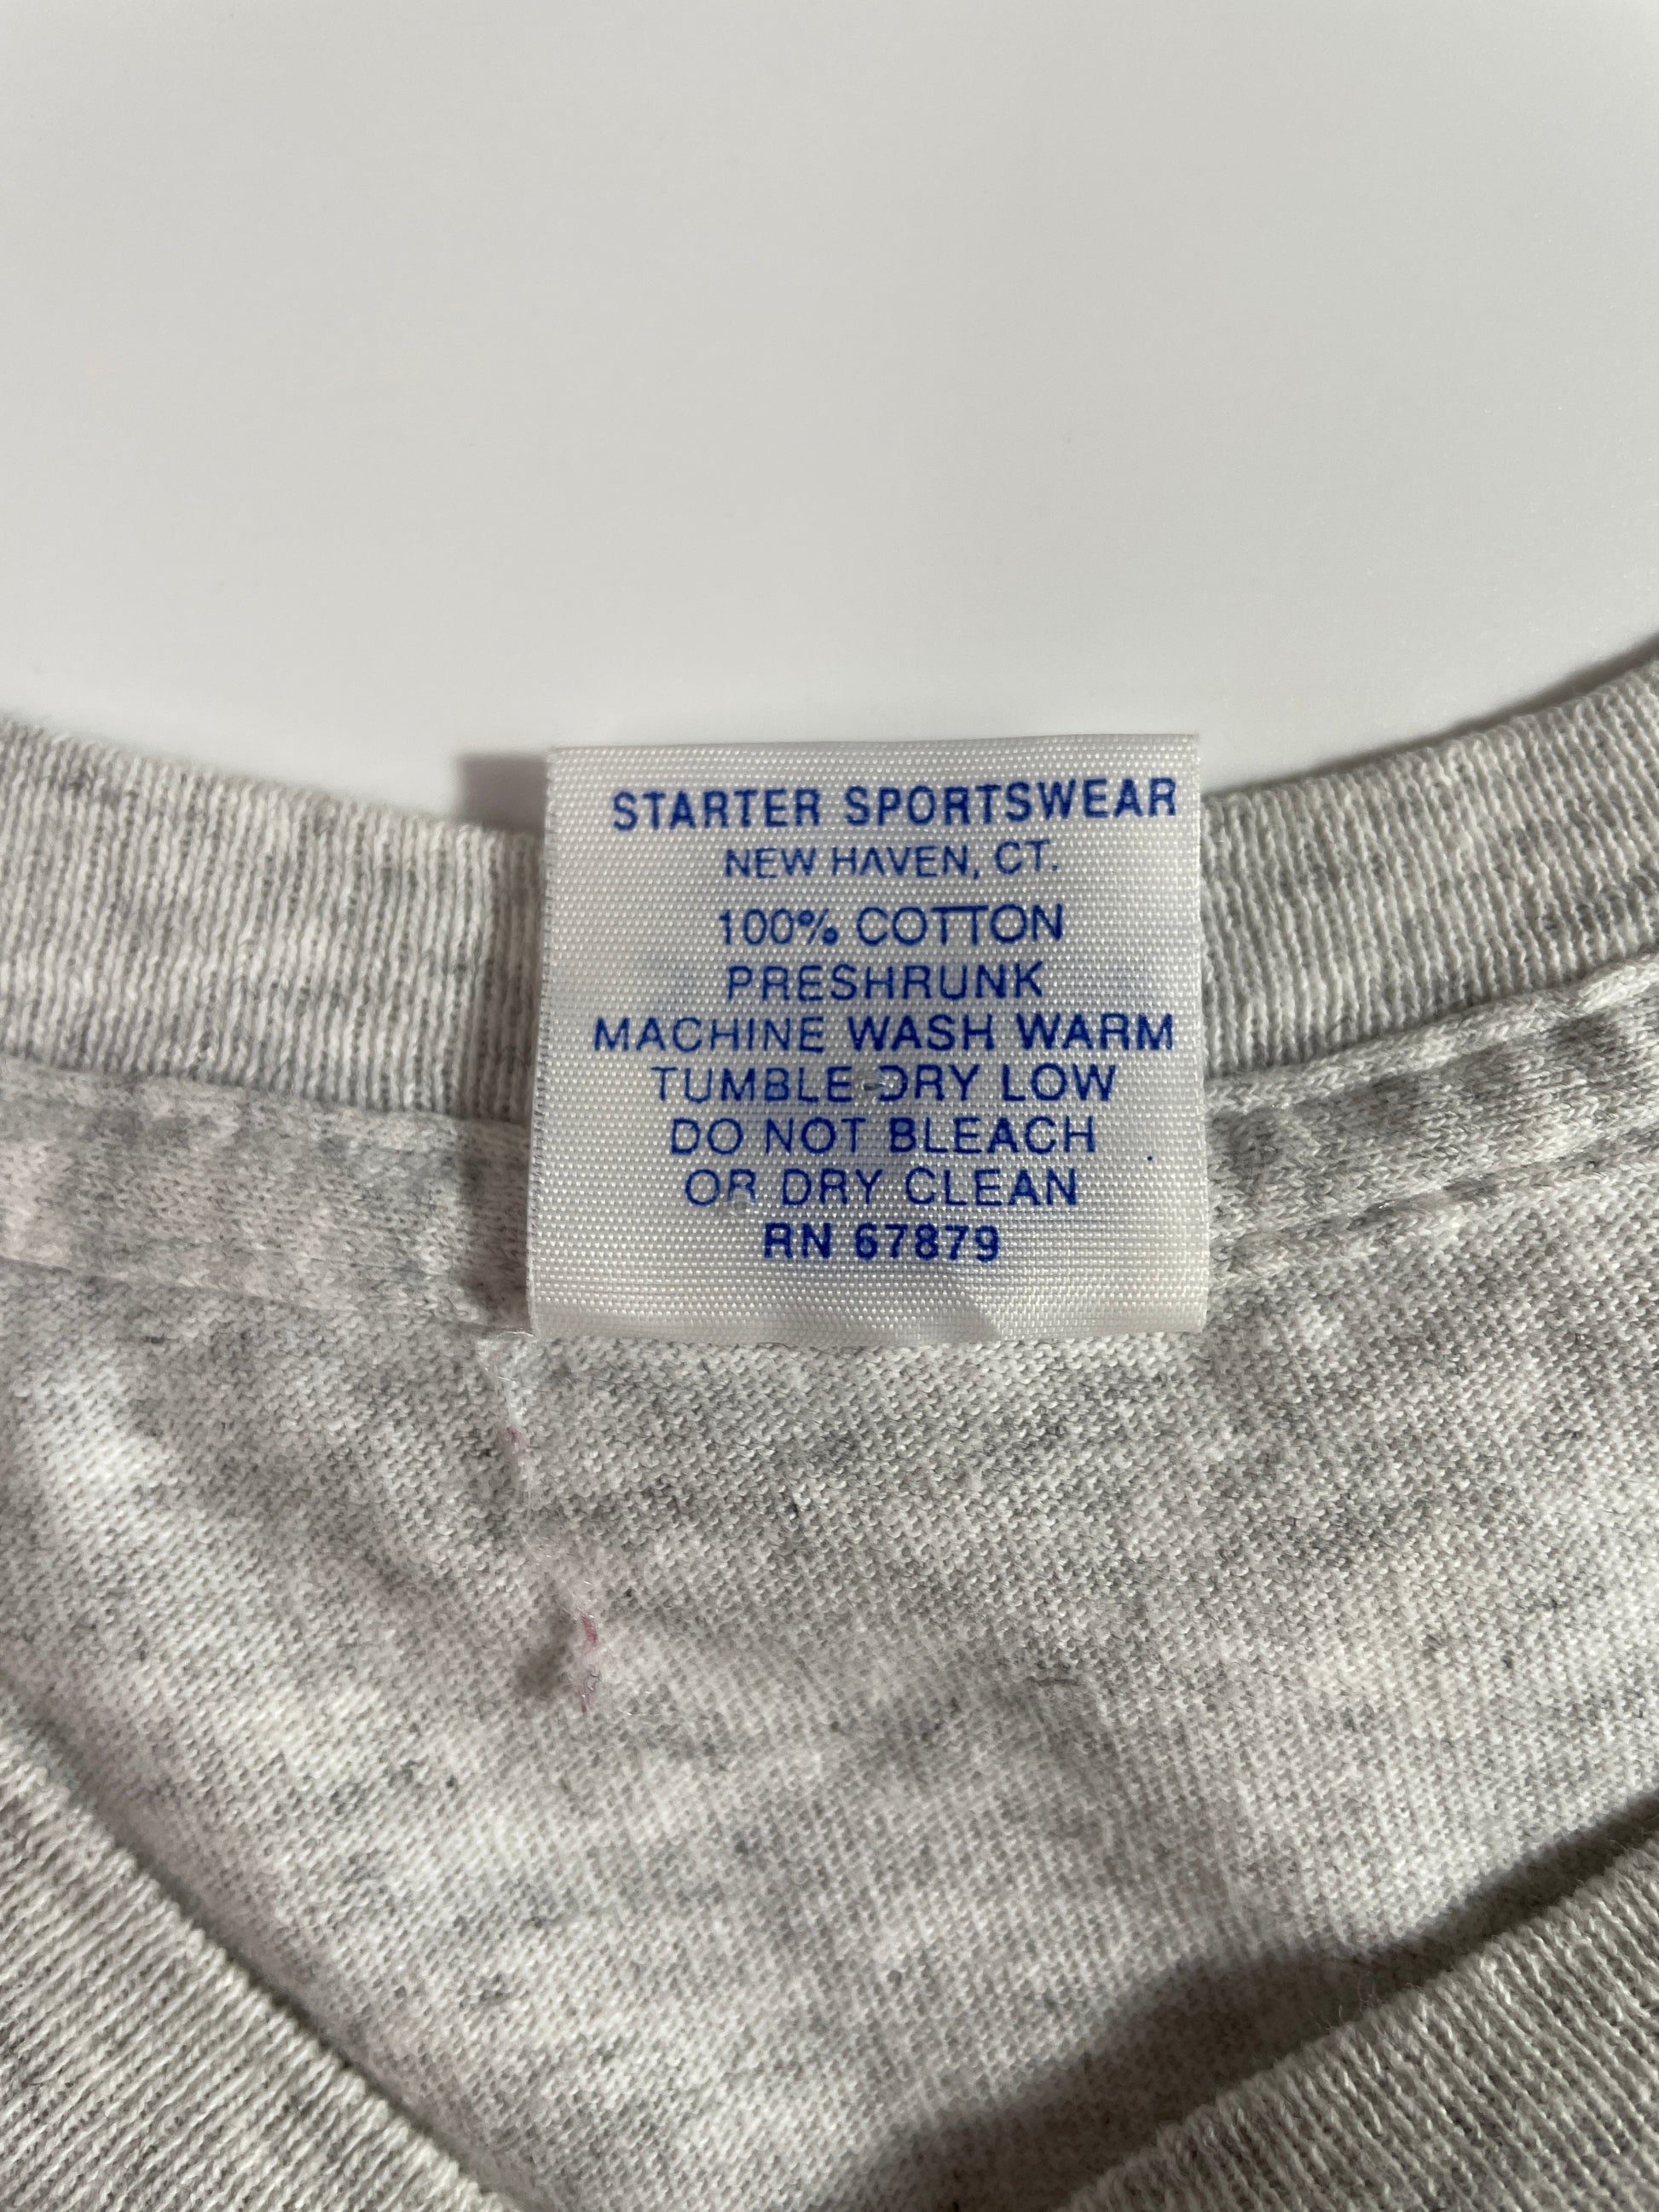 STARTER SPORTSWEAR
NEW HAVEN, CT.
100% COTTON
PRESHRUNK
MACHINE WASH WARM
TUMBLE DRY LOW
DO NOT BLEACH
OR DRY CLEAN
RN 67879